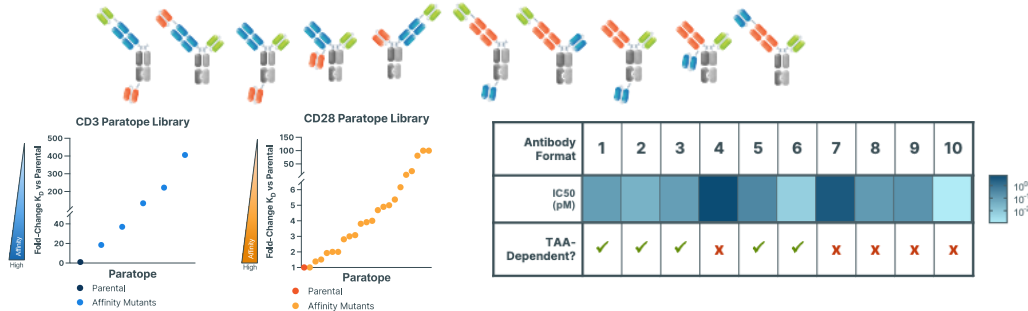 CD3 Paratope Library
Fold-Change KD vs Parental
500
400
300
200
40
20
0
Affinity
High
Paratope
Parental
Affinity Mutants
CD28 Paratope Library
Fold-Change KD vs Parental
150
100
50
6
5
4
3
2
1
Affinity
High
Paratope
Parental
Affinity Mutants
Antibody Format 1 2 3 4 5 6 7 8 9 10
IC50 (pM)
TAA-Dependent? ✓ ✓ ✓ x ✓ ✓ x x x x
10⁰
10⁻¹
10⁻²